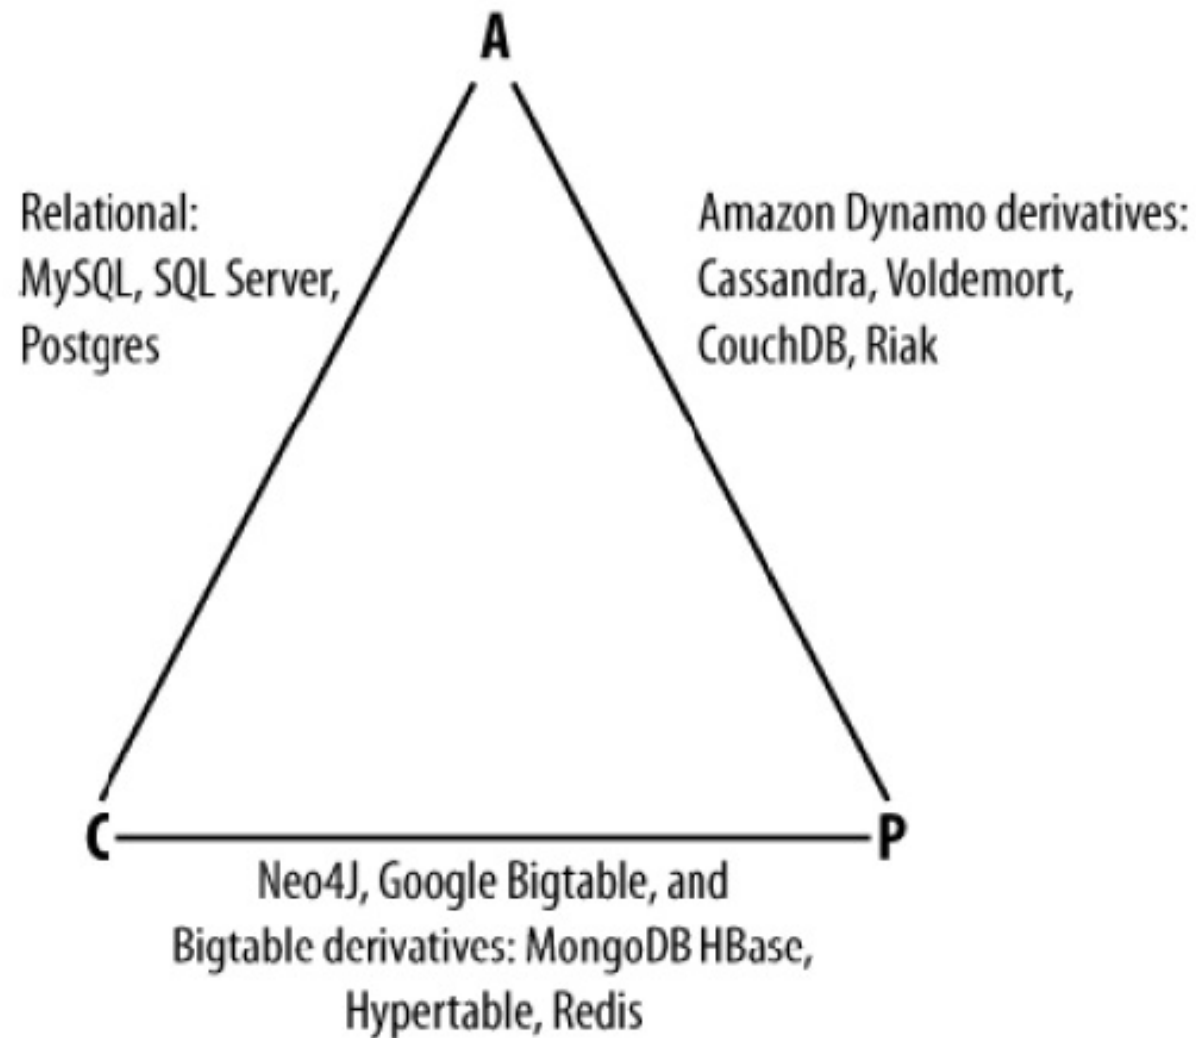 A
Relational:
MySQL, SQL Server,
Postgres
Amazon Dynamo derivatives:
Cassandra, Voldemort,
CouchDB, Riak
C
P
Neo4J, Google Bigtable, and
Bigtable derivatives: MongoDB HBase,
Hypertable, Redis